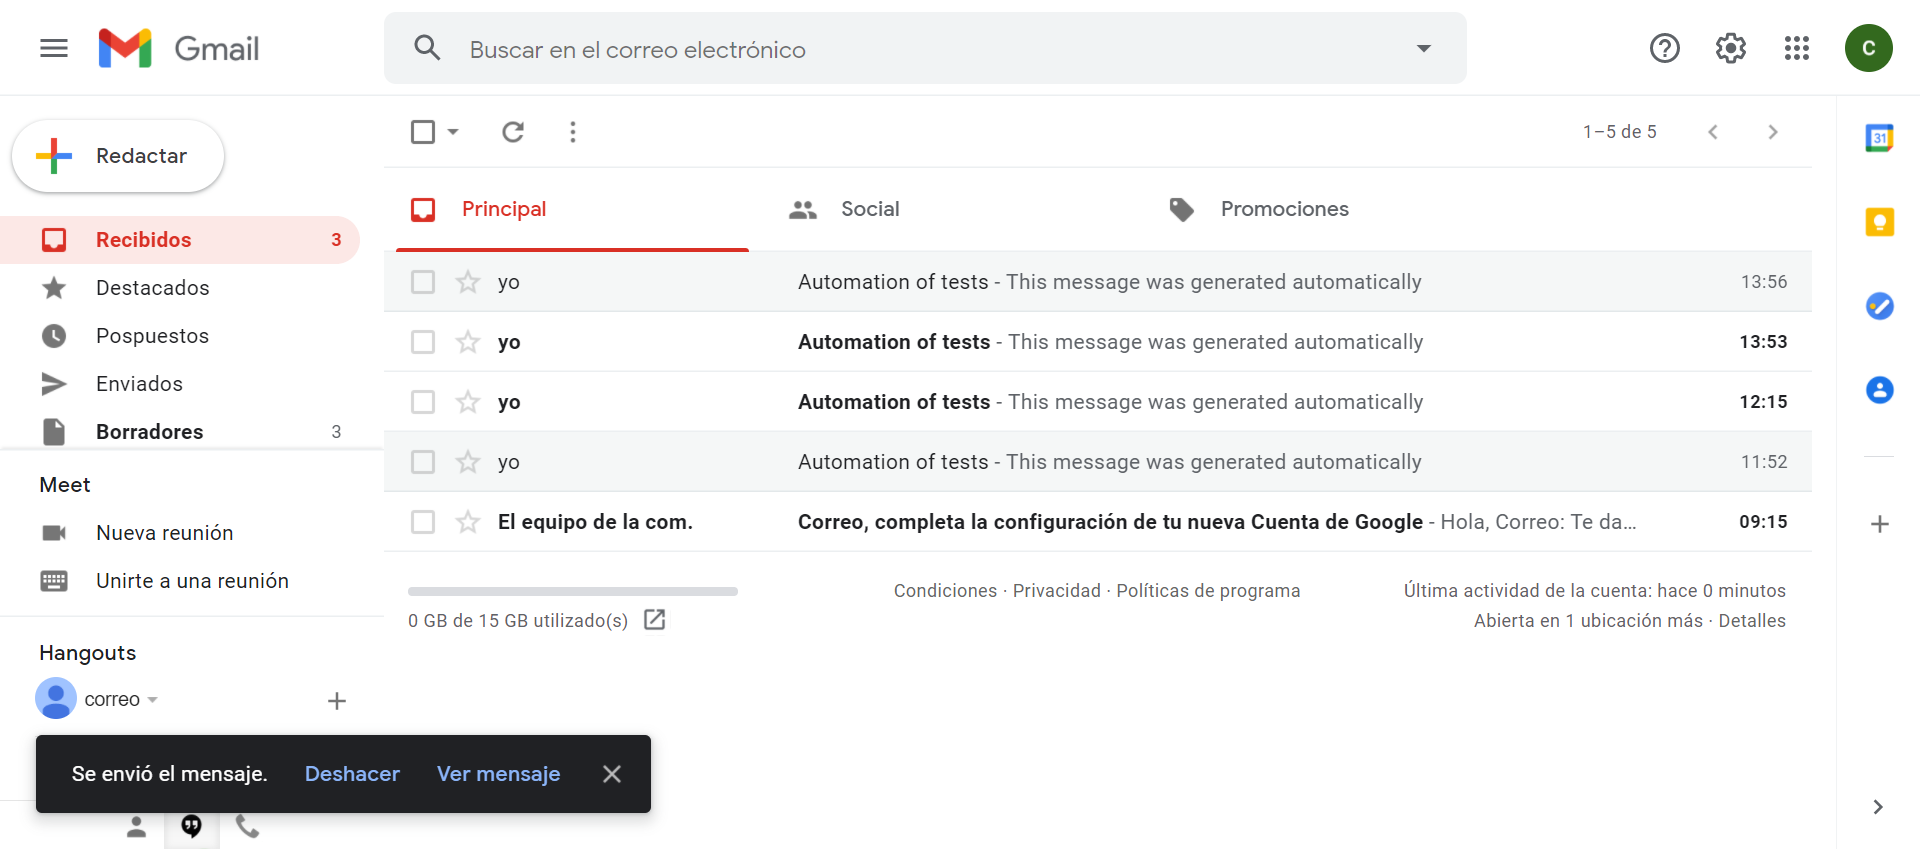 Gmail
Buscar en el correo electrónico
C
Redactar
1–5 de 5
31
Recibidos 3
Destacados
Pospuestos
Enviados
Borradores 3
Principal
Social
Promociones
yo Automation of tests - This message was generated automatically 13:56
yo Automation of tests - This message was generated automatically 13:53
yo Automation of tests - This message was generated automatically 12:15
yo Automation of tests - This message was generated automatically 11:52
El equipo de la com. Correo, completa la configuración de tu nueva Cuenta de Google - Hola, Correo: Te da… 09:15
Meet
Nueva reunión
Unirte a una reunión
Hangouts
correo
0 GB de 15 GB utilizado(s)
Condiciones · Privacidad · Políticas de programa
Última actividad de la cuenta: hace 0 minutos
Abierta en 1 ubicación más · Detalles
Se envió el mensaje. Deshacer Ver mensaje